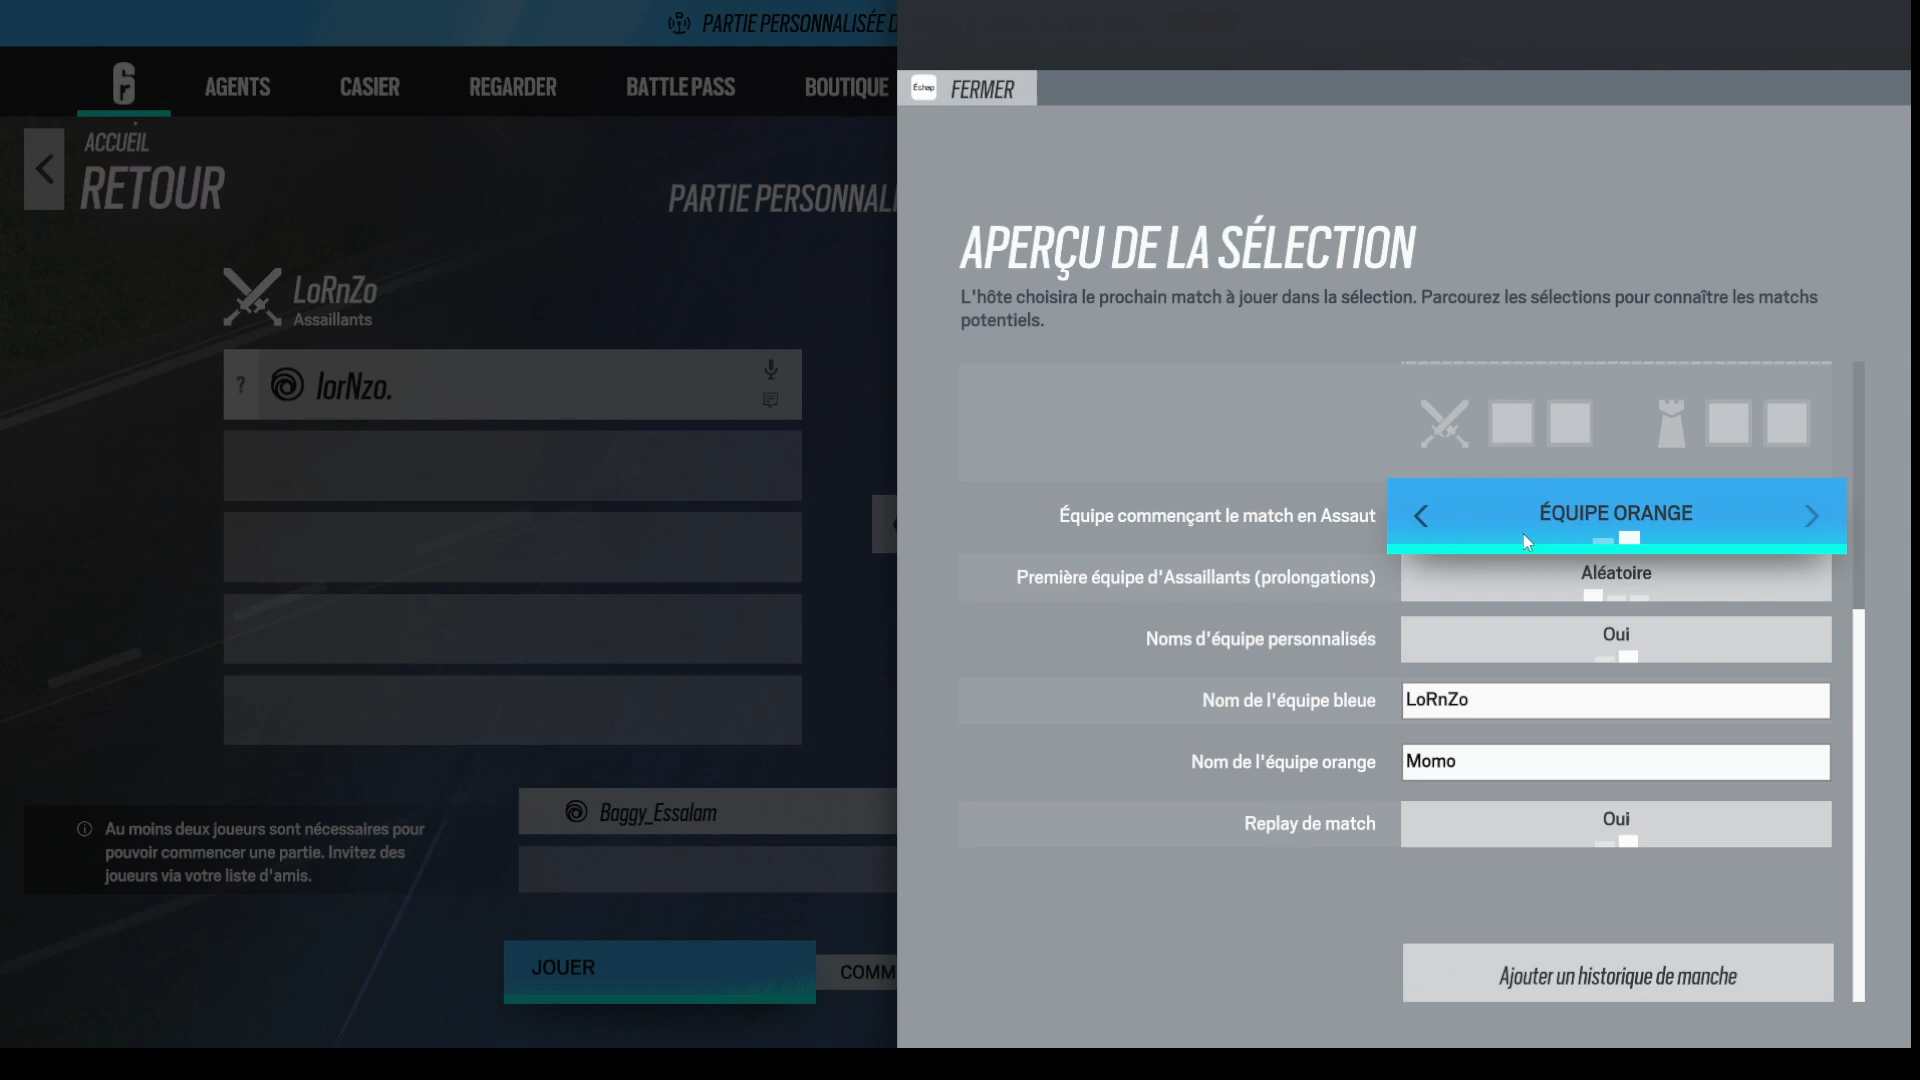 PARTIE PERSONNALISÉE D
AGENTS
CASIER
REGARDER
BATTLE PASS
BOUTIQUE
Échap
FERMER
ACCUEIL
RETOUR
PARTIE PERSONNALI
LoRnZo
Assaillants
?
lorNzo.
Baggy_Essalam
Au moins deux joueurs sont nécessaires pour
pouvoir commencer une partie. Invitez des
joueurs via votre liste d'amis.
JOUER
COMM
APERÇU DE LA SÉLECTION
L'hôte choisira le prochain match à jouer dans la sélection. Parcourez les sélections pour connaître les matchs
potentiels.
Équipe commençant le match en Assaut
ÉQUIPE ORANGE
Première équipe d'Assaillants (prolongations)
Aléatoire
Noms d'équipe personnalisés
Oui
Nom de l'équipe bleue
LoRnZo
Nom de l'équipe orange
Momo
Replay de match
Oui
Ajouter un historique de manche